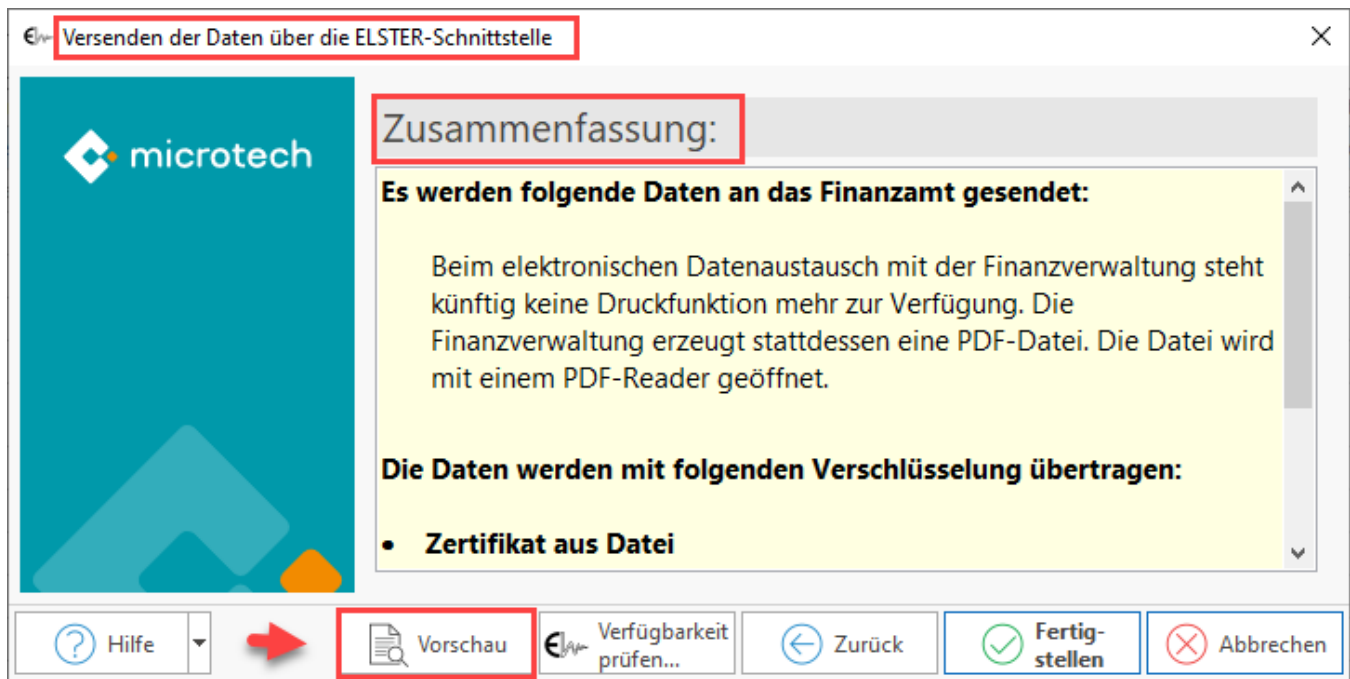 Versenden der Daten über die ELSTER-Schnittstelle
microtech
Zusammenfassung:
Es werden folgende Daten an das Finanzamt gesendet:
Beim elektronischen Datenaustausch mit der Finanzverwaltung steht
künftig keine Druckfunktion mehr zur Verfügung. Die
Finanzverwaltung erzeugt stattdessen eine PDF-Datei. Die Datei wird
mit einem PDF-Reader geöffnet.
Die Daten werden mit folgenden Verschlüsselung übertragen:
• Zertifikat aus Datei
Hilfe
Vorschau
Verfügbarkeit
prüfen...
Zurück
Fertig-
stellen
Abbrechen